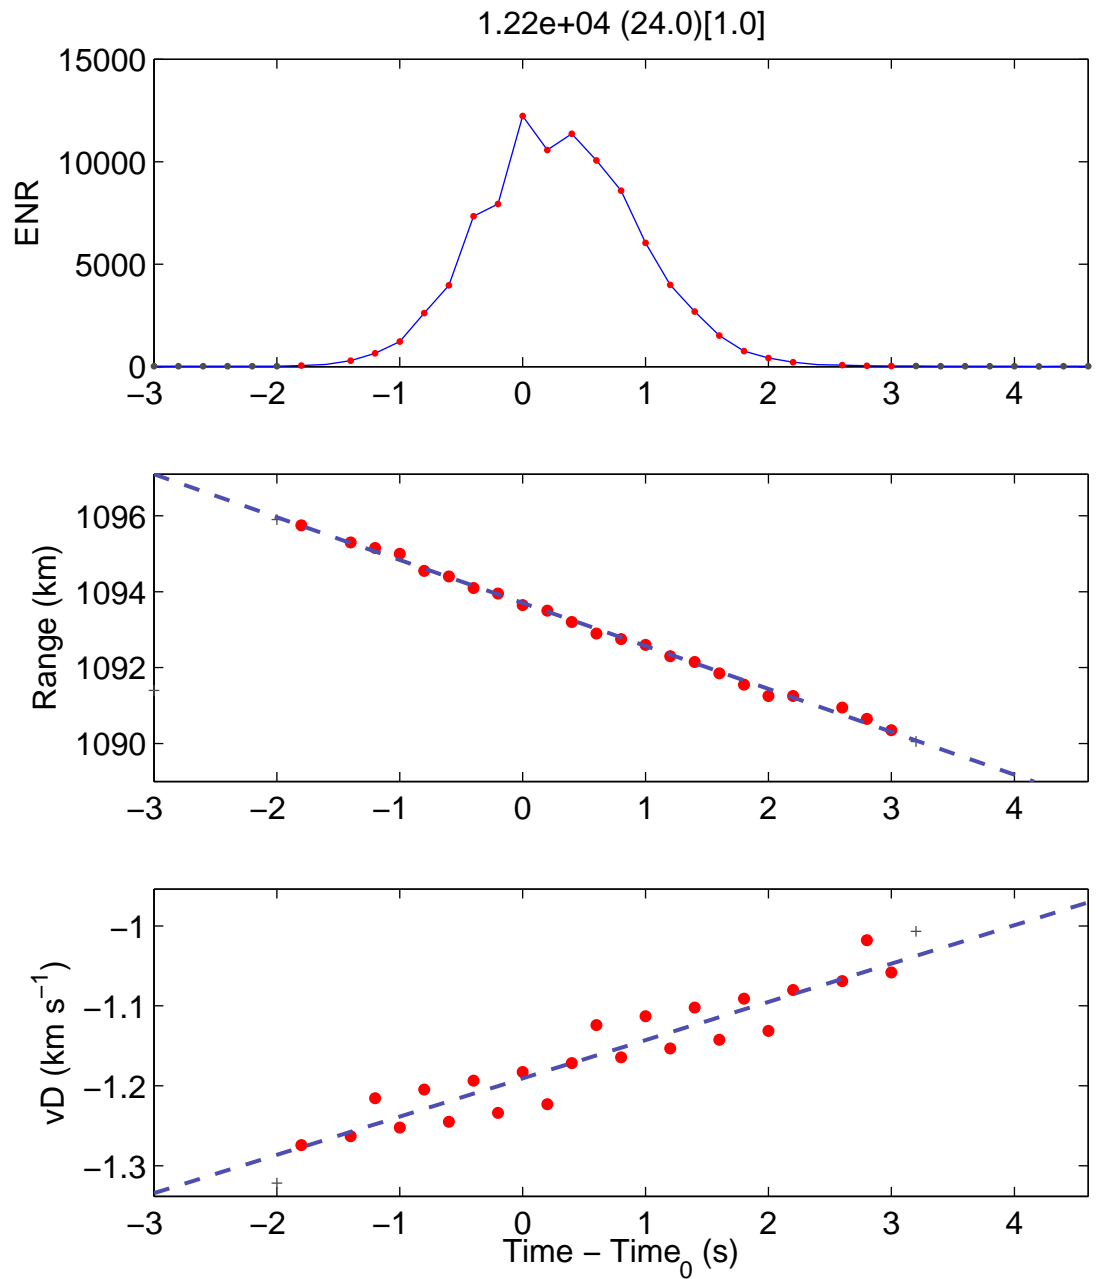 1.22e+04 (24.0)[1.0]
15000
10000
5000
0
ENR
−3 −2 −1 0 1 2 3 4
1096
1094
1092
1090
Range (km)
−3 −2 −1 0 1 2 3 4
−1
−1.1
−1.2
−1.3
vD (km s−1)
−3 −2 −1 0 1 2 3 4
Time − Time0 (s)